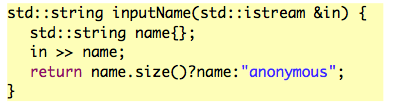 std::string inputName(std::istream &in) {
std::string name{};
in >> name;
return name.size()?name:"anonymous";
}